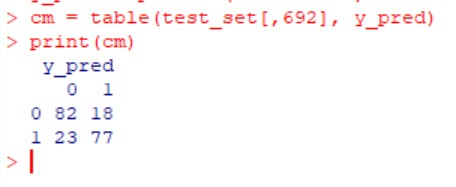 > cm = table(test_set[,692], y_pred)
> print(cm)
y_pred
0 1
0 82 18
1 23 77
>